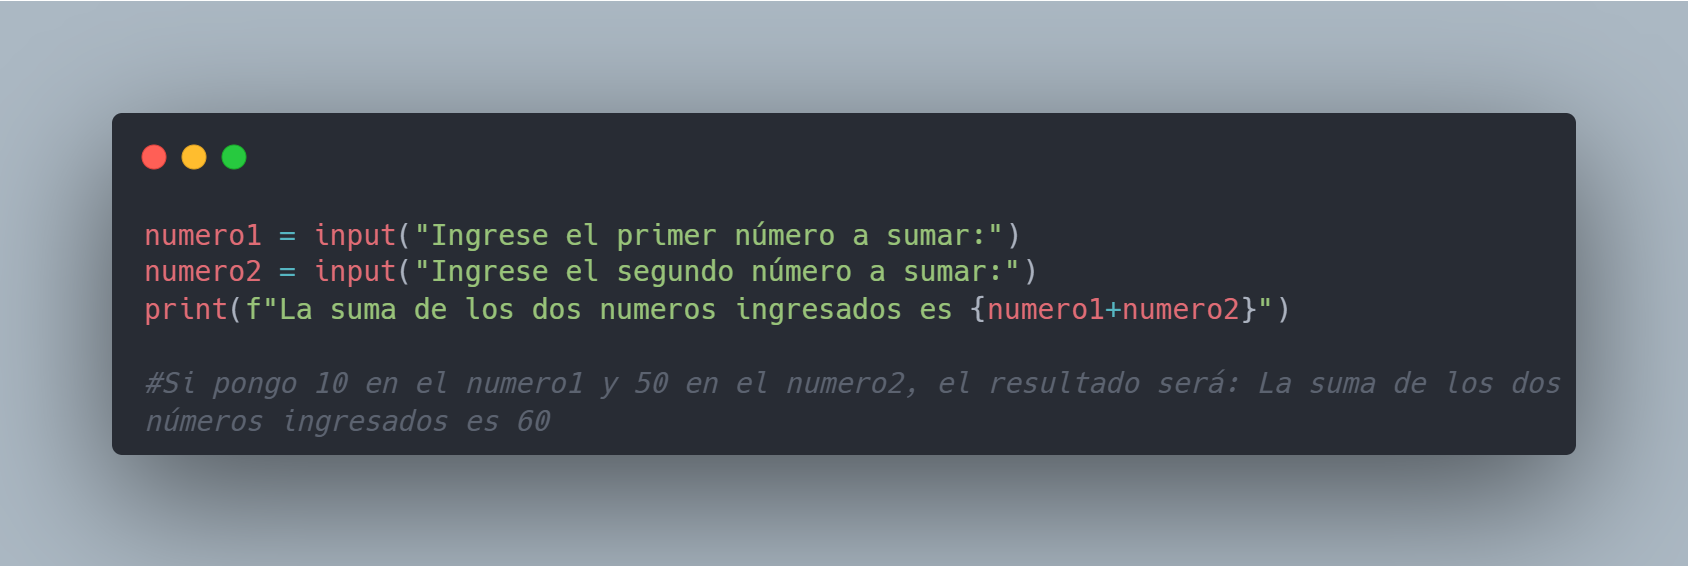 numero1 = input("Ingrese el primer número a sumar:")
numero2 = input("Ingrese el segundo número a sumar:")
print(f"La suma de los dos numeros ingresados es {numero1+numero2}")
#Si pongo 10 en el numero1 y 50 en el numero2, el resultado será: La suma de los dos
números ingresados es 60